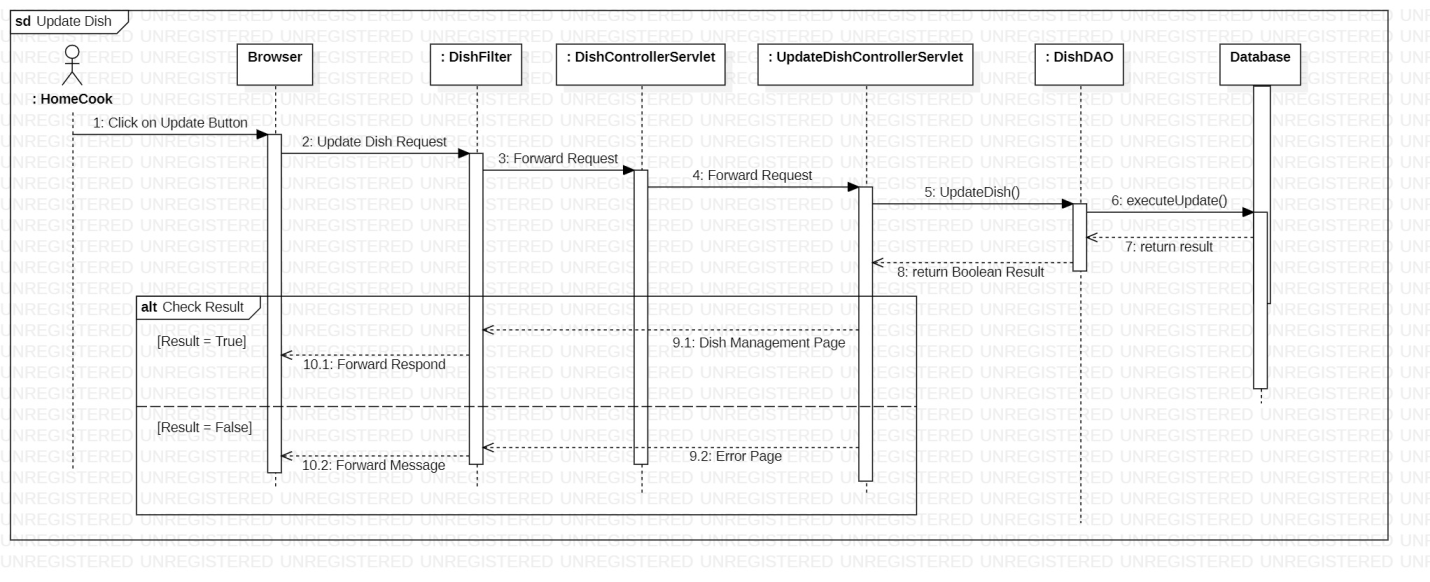 sd Update Dish
: HomeCook
Browser
: DishFilter
: DishControllerServlet
: UpdateDishControllerServlet
: DishDAO
Database
1: Click on Update Button
2: Update Dish Request
3: Forward Request
4: Forward Request
5: UpdateDish()
6: executeUpdate()
7: return result
8: return Boolean Result
alt Check Result
[Result = True]
9.1: Dish Management Page
10.1: Forward Respond
[Result = False]
9.2: Error Page
10.2: Forward Message
UNREGISTERED